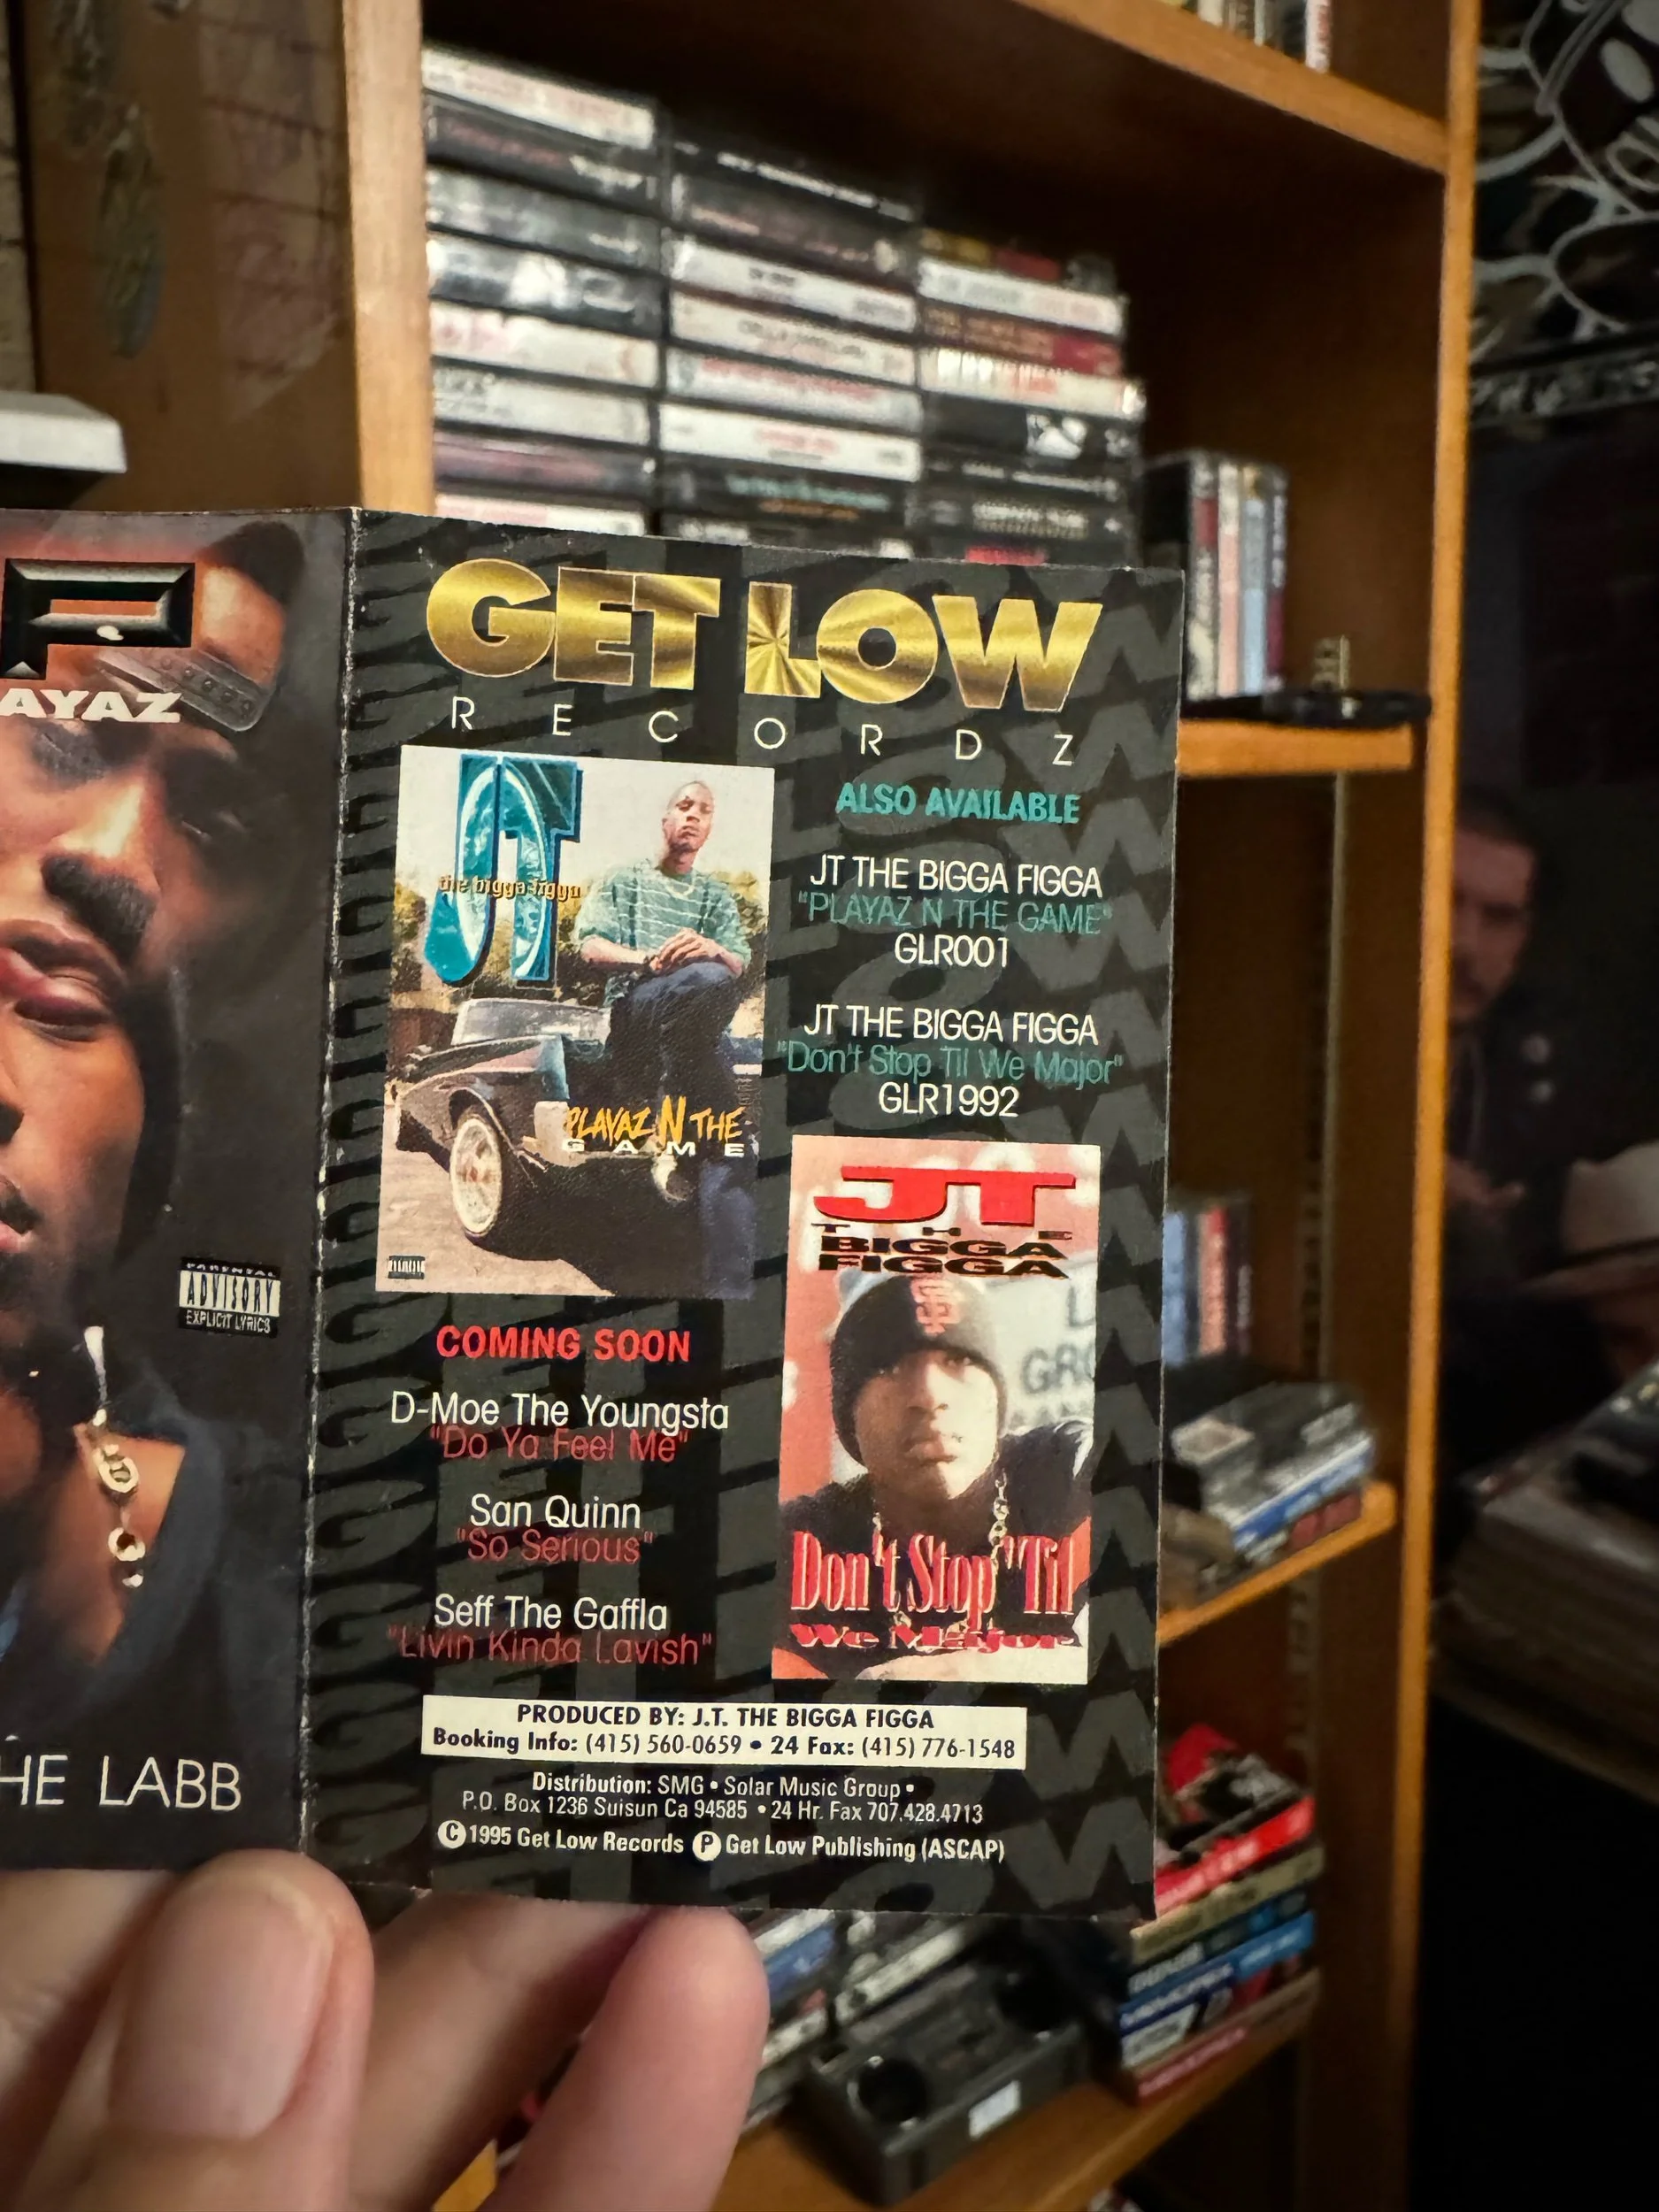 P
AYAZ
PARENTAL
ADVISORY
EXPLICIT LYRICS
HE LABB
GET LOW
RECORDZ
JT
the bigga figga
PLAYAZ N THE
GAME
ALSO AVAILABLE
JT THE BIGGA FIGGA
"PLAYAZ N THE GAME"
GLR001
JT THE BIGGA FIGGA
"Don't Stop Til We Major"
GLR1992
JT
THE
BIGGA
FIGGA
SF
L
GRO
Don't Stop "Til
We Major
COMING SOON
D-Moe The Youngsta
"Do Ya Feel Me"
San Quinn
"So Serious"
Seff The Gaffla
"Livin Kinda Lavish"
PRODUCED BY: J.T. THE BIGGA FIGGA
Booking Info: (415) 560-0659 • 24 Fax: (415) 776-1548
Distribution: SMG • Solar Music Group •
P.O. Box 1236 Suisun Ca 94585 • 24 Hr. Fax 707.428.4713
© 1995 Get Low Records ℗ Get Low Publishing (ASCAP)